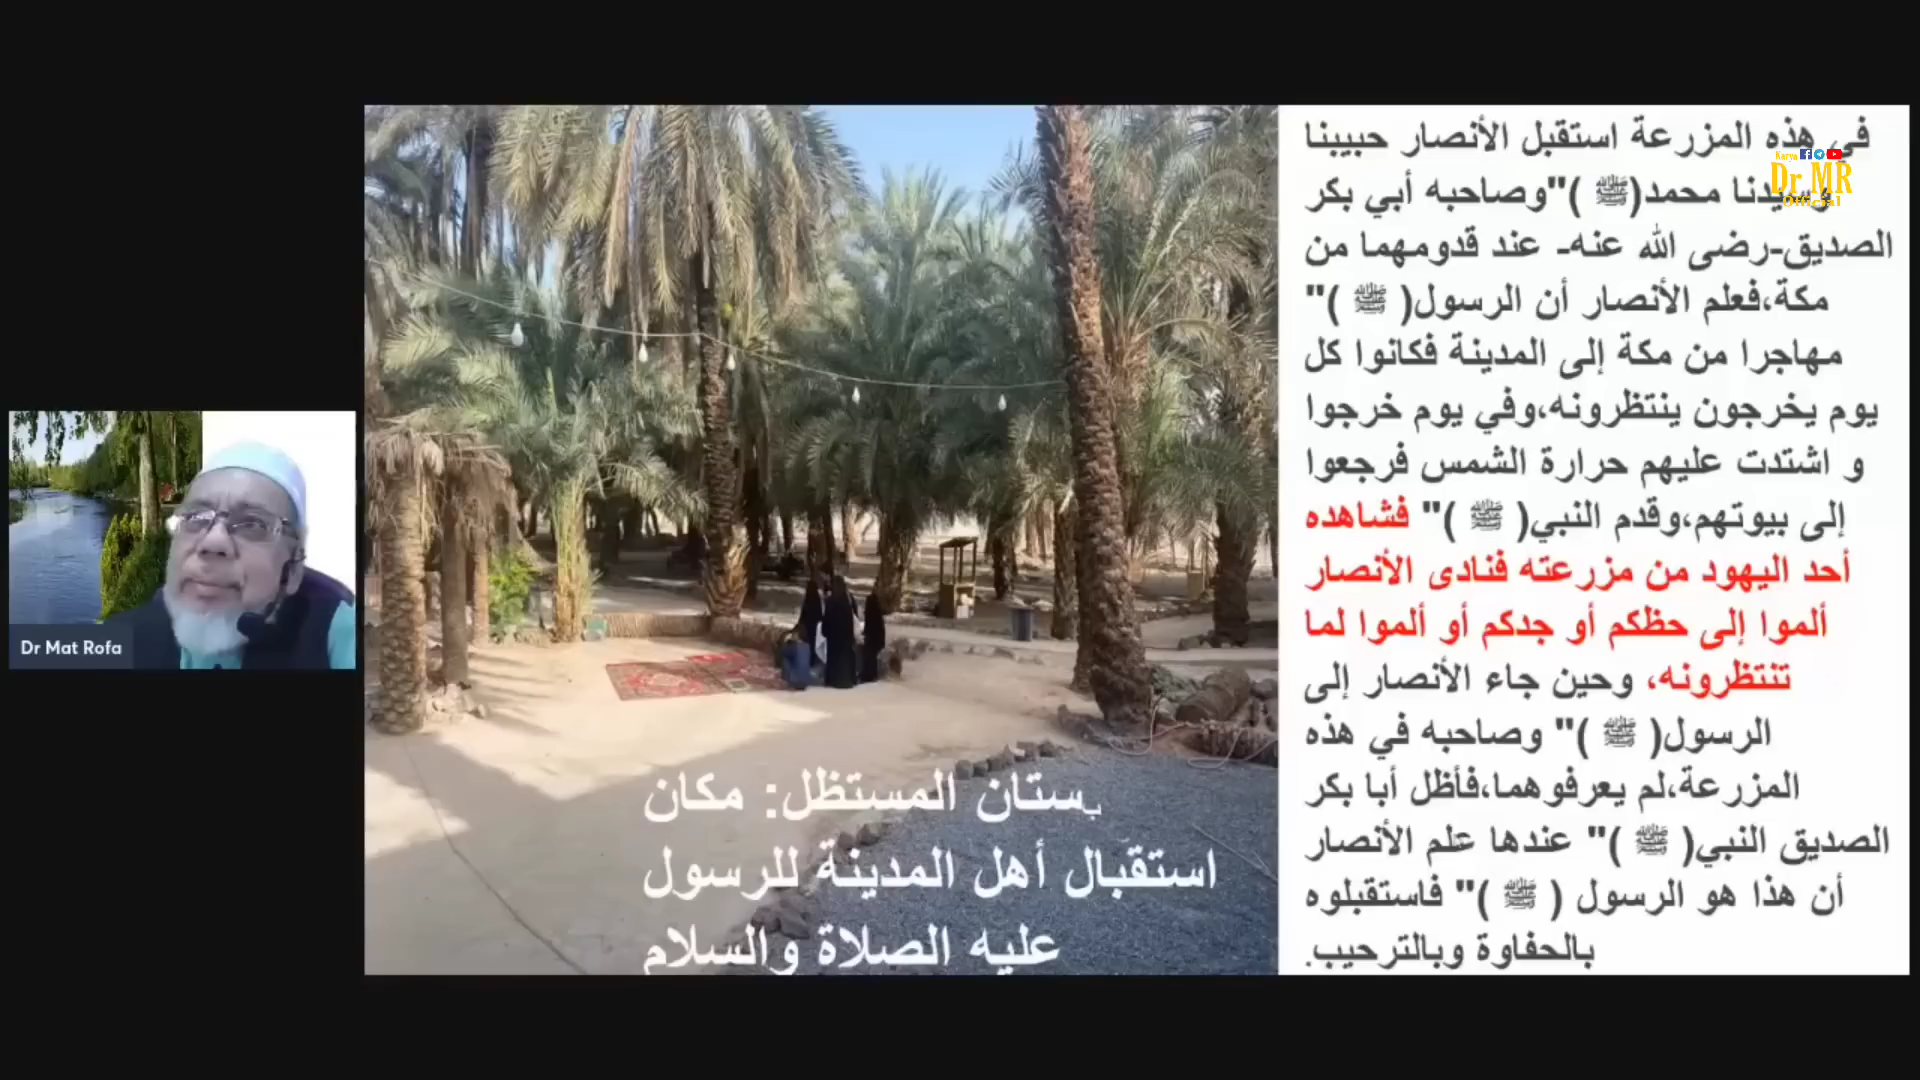 في هذه المزرعة استقبل الأنصار حبيبنا
وسيدنا محمد(ﷺ )"وصاحبه أبي بكر
الصديق-رضى الله عنه- عند قدومهما من
مكة،فعلم الأنصار أن الرسول( ﷺ )"
مهاجرا من مكة إلى المدينة فكانوا كل
يوم يخرجون ينتظرونه،وفي يوم خرجوا
و اشتدت عليهم حرارة الشمس فرجعوا
إلى بيوتهم،وقدم النبي( ﷺ )" فشاهده
أحد اليهود من مزرعته فنادى الأنصار
ألموا إلى حظكم أو جدكم أو ألموا لما
تنتظرونه، وحين جاء الأنصار إلى
الرسول( ﷺ )" وصاحبه في هذه
المزرعة،لم يعرفوهما،فأظل أبا بكر
الصديق النبي( ﷺ )" عندها علم الأنصار
أن هذا هو الرسول ( ﷺ )" فاستقبلوه
بالحفاوة وبالترحيب.
بستان المستظل: مكان
استقبال أهل المدينة للرسول
عليه الصلاة والسلام
Karya
Dr MR
Official
Dr Mat Rofa